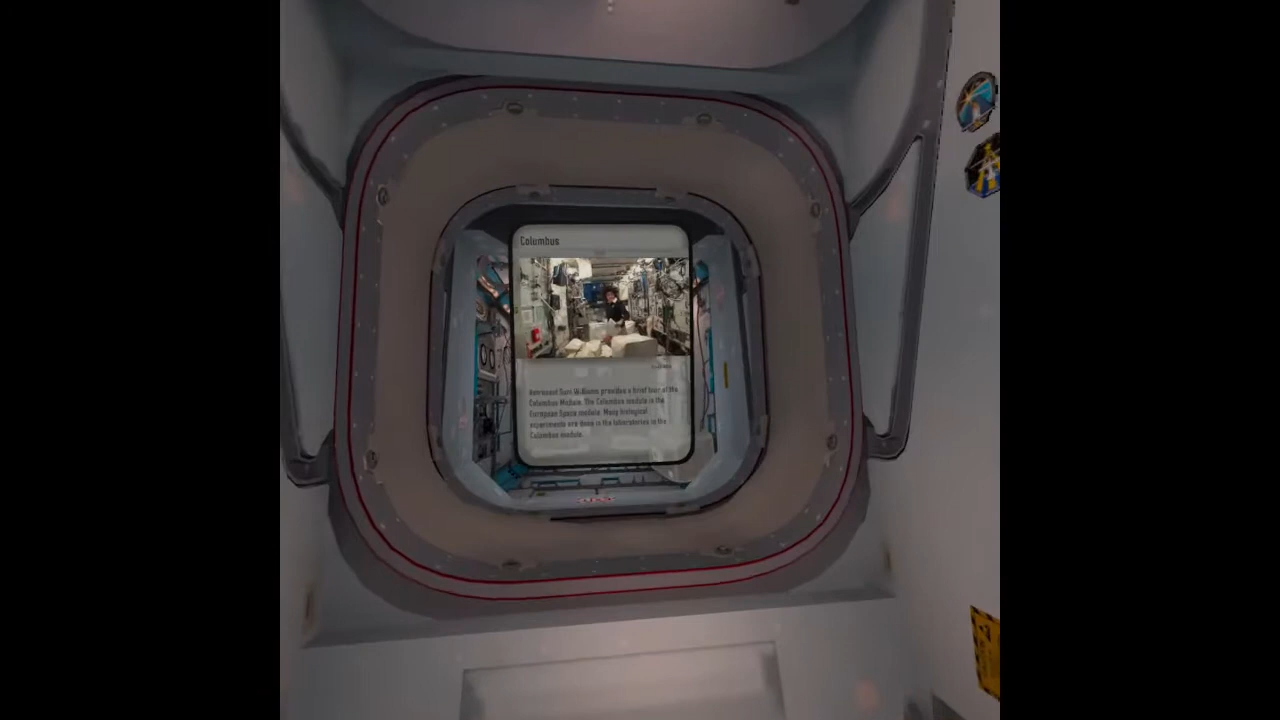 Columbus
Astronaut Suni Williams provides a brief tour of the
Columbus Module. The Columbus module is the
European Space module. Many biological
experiments are done in the laboratories in the
Columbus module.